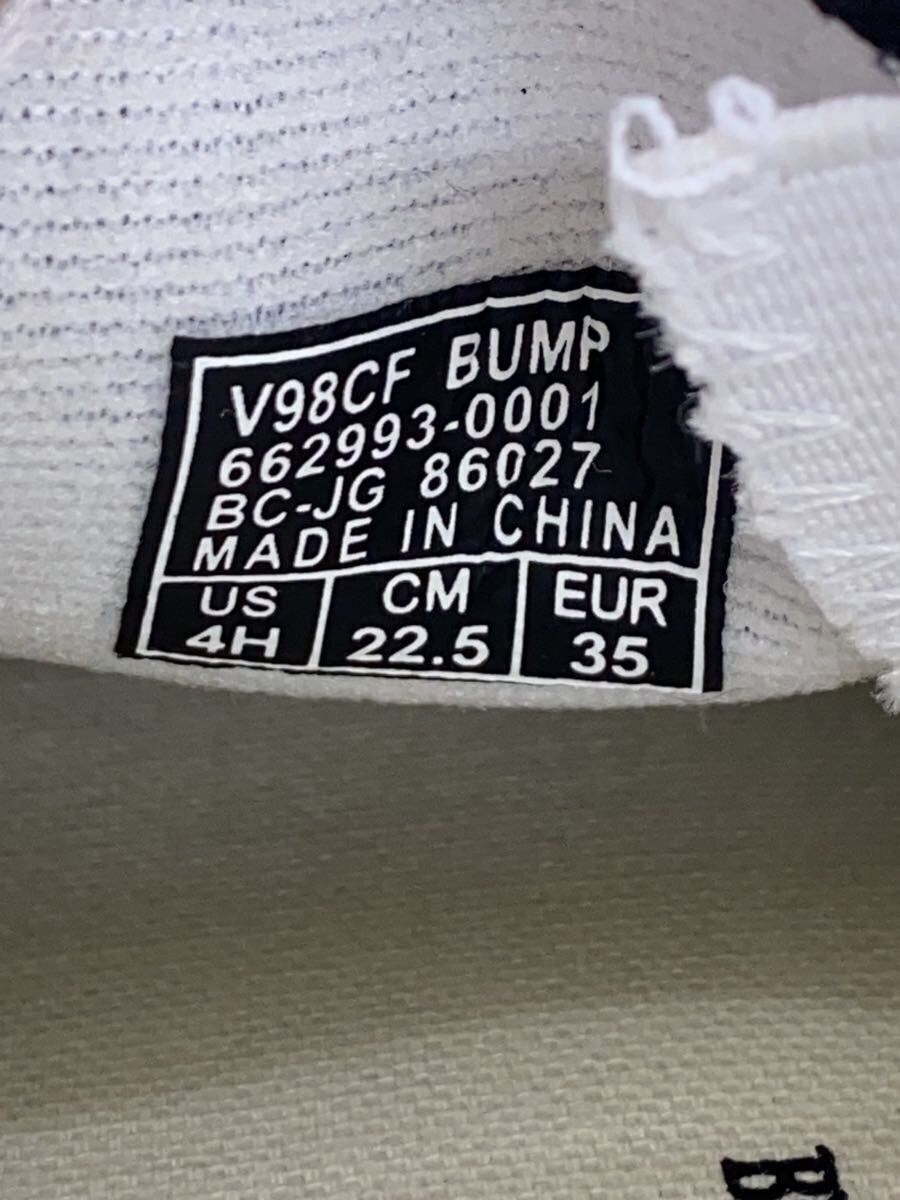 V98CF BUMP
662993-0001
BC-JG 86027
MADE IN CHINA
US CM EUR
4H 22.5 35